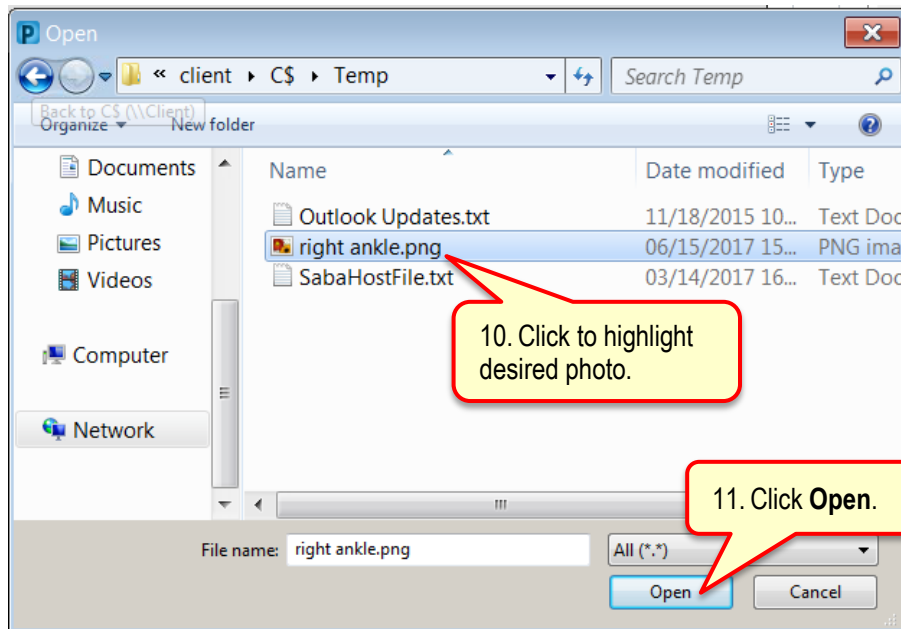 P Open
« client ▸ C$ ▸ Temp
Search Temp
Back to C$ (\\Client)
Organize New folder
Documents
Music
Pictures
Videos
Computer
Network
Name Date modified Type
Outlook Updates.txt 11/18/2015 10... Text Doc
right ankle.png 06/15/2017 15... PNG ima
SabaHostFile.txt 03/14/2017 16... Text Doc
10. Click to highlight
desired photo.
11. Click Open.
File name: right ankle.png All (*.*)
Open Cancel